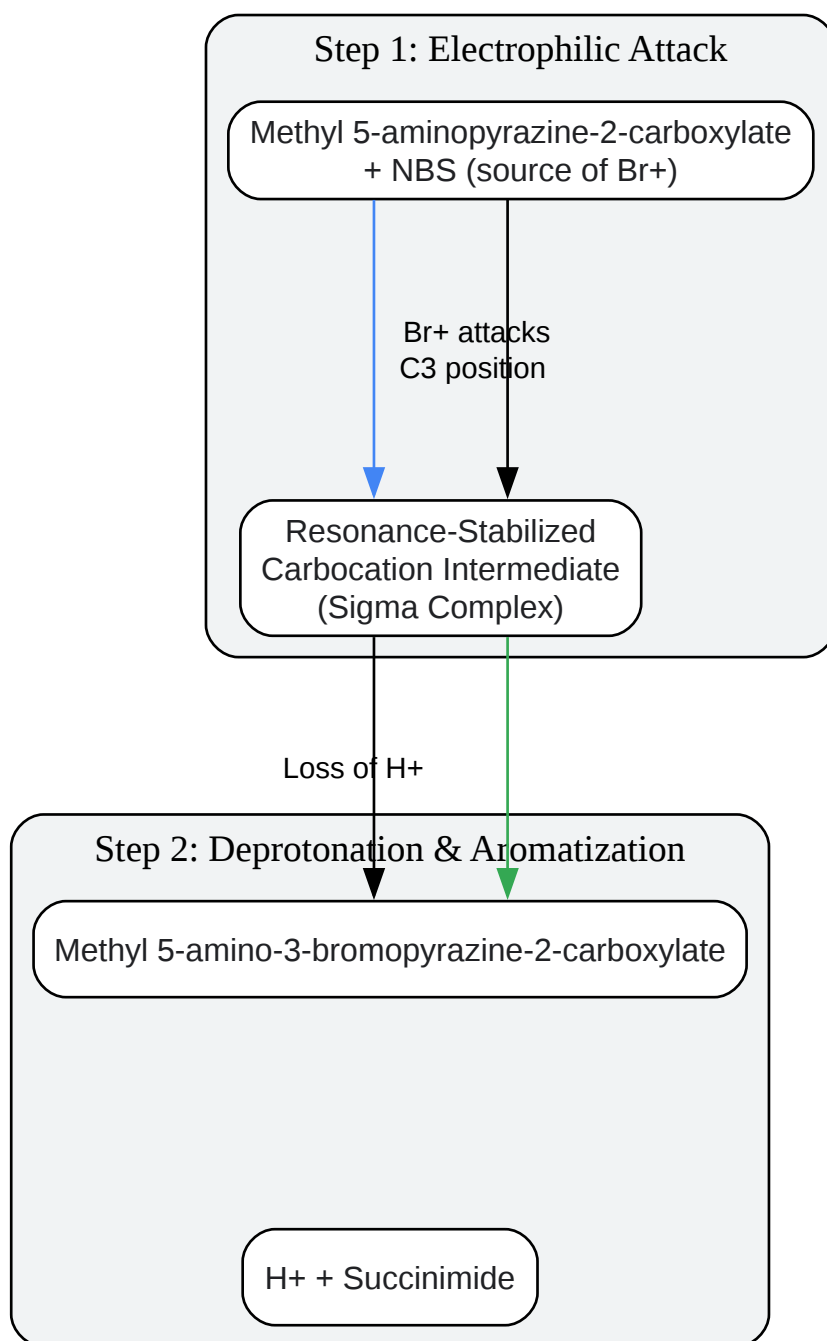 Step 1: Electrophilic Attack
Methyl 5-aminopyrazine-2-carboxylate
+ NBS (source of Br+)
Br+ attacks
C3 position
Resonance-Stabilized
Carbocation Intermediate
(Sigma Complex)
Loss of H+
Step 2: Deprotonation & Aromatization
Methyl 5-amino-3-bromopyrazine-2-carboxylate
H+ + Succinimide